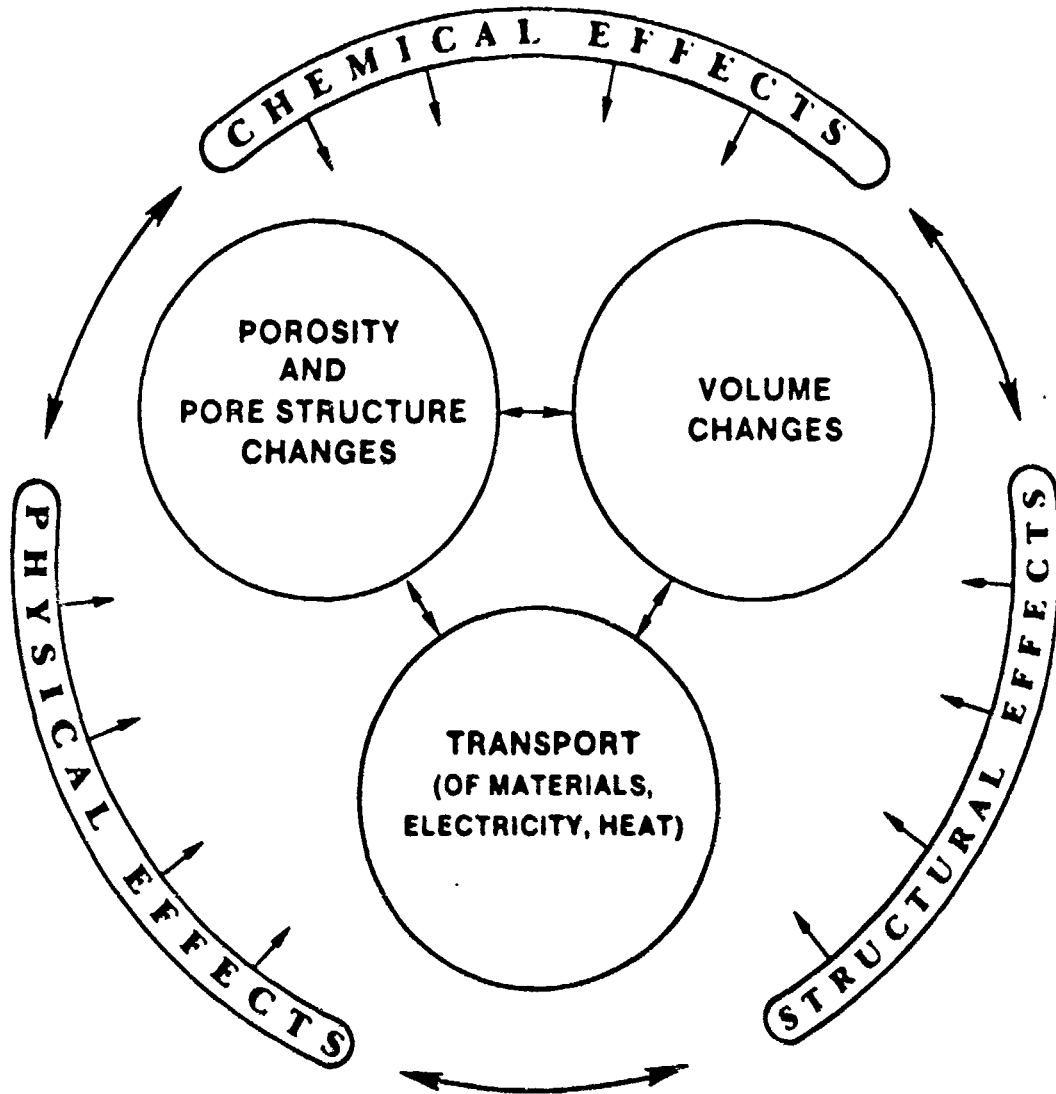 CHEMICAL EFFECTS
POROSITY
AND
PORE STRUCTURE
CHANGES
VOLUME
CHANGES
PHYSICAL EFFECTS
STRUCTURAL EFFECTS
TRANSPORT
(OF MATERIALS,
ELECTRICITY, HEAT)